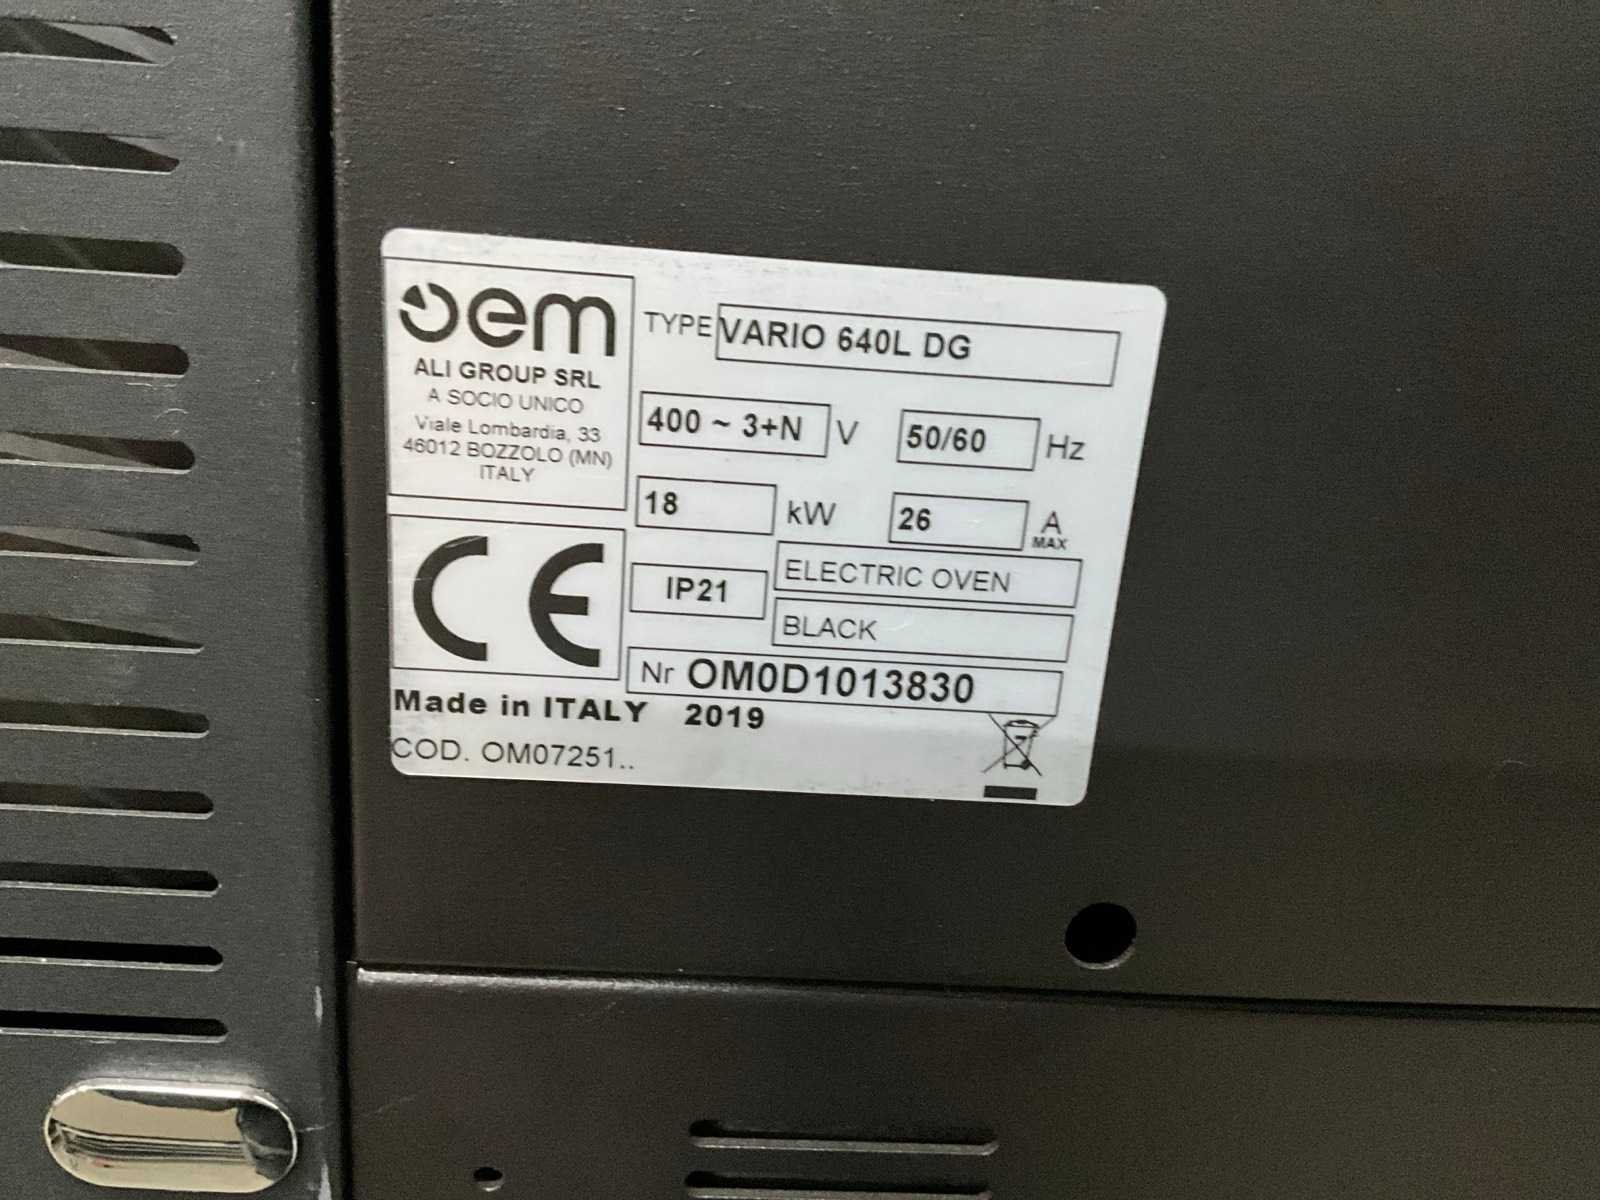 oem
ALI GROUP SRL
A SOCIO UNICO
Viale Lombardia, 33
46012 BOZZOLO (MN)
ITALY
TYPE VARIO 640L DG
400 ~ 3+N V 50/60 Hz
18 kW 26 A MAX
IP21 ELECTRIC OVEN
BLACK
CE
Nr OM0D1013830
Made in ITALY 2019
COD. OM07251..